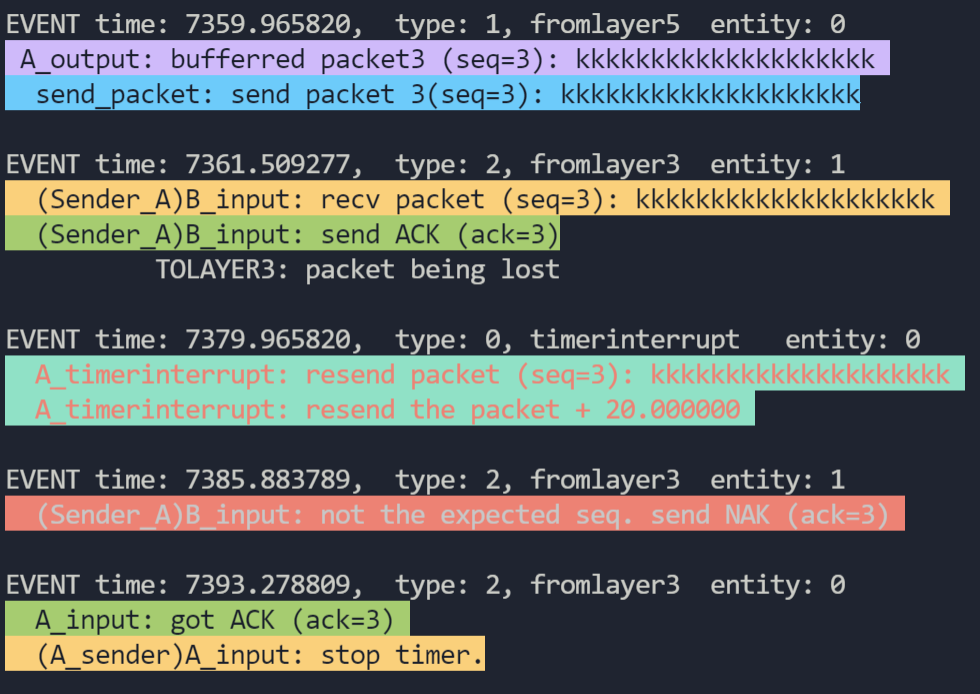 EVENT time: 7359.965820,  type: 1, fromlayer5  entity: 0
 A_output: bufferred packet3 (seq=3): kkkkkkkkkkkkkkkkkkkk
  send_packet: send packet 3(seq=3): kkkkkkkkkkkkkkkkkkkk
EVENT time: 7361.509277,  type: 2, fromlayer3  entity: 1
  (Sender_A)B_input: recv packet (seq=3): kkkkkkkkkkkkkkkkkkkk
  (Sender_A)B_input: send ACK (ack=3)
          TOLAYER3: packet being lost
EVENT time: 7379.965820,  type: 0, timerinterrupt   entity: 0
  A_timerinterrupt: resend packet (seq=3): kkkkkkkkkkkkkkkkkkkk
  A_timerinterrupt: resend the packet + 20.000000
EVENT time: 7385.883789,  type: 2, fromlayer3  entity: 1
  (Sender_A)B_input: not the expected seq. send NAK (ack=3)
EVENT time: 7393.278809,  type: 2, fromlayer3  entity: 0
  A_input: got ACK (ack=3)
  (A_sender)A_input: stop timer.